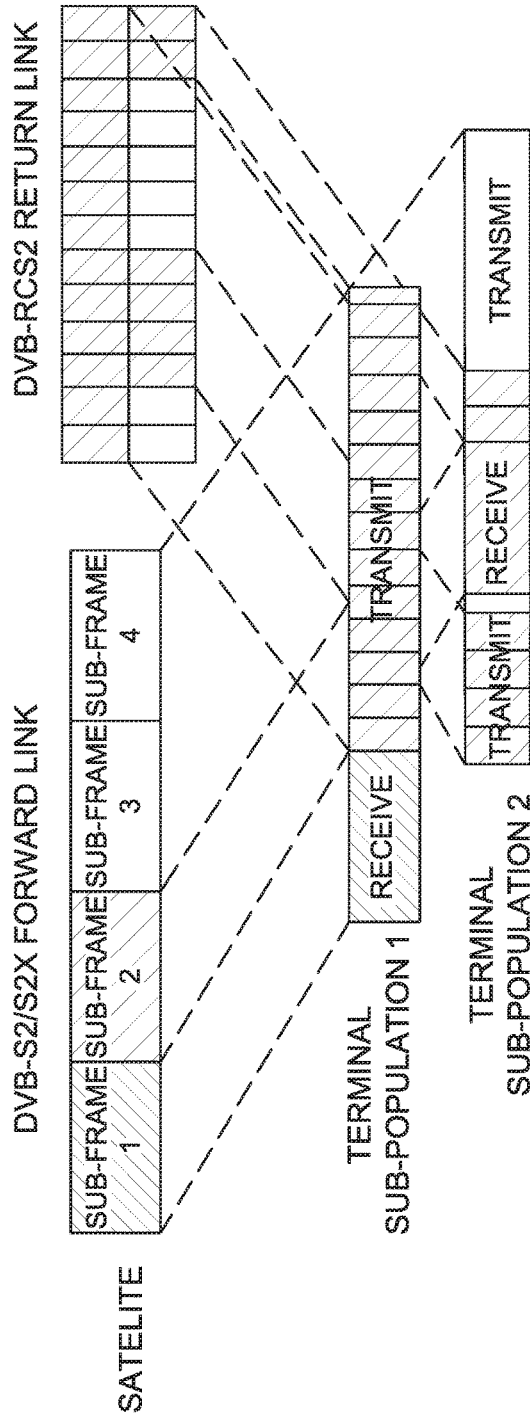 DVB-S2/S2X FORWARD LINK
DVB-RCS2 RETURN LINK
SATELITE
SUB-FRAME 1
SUB-FRAME 2
SUB-FRAME 3
SUB-FRAME 4
TERMINAL
SUB-POPULATION 1
RECEIVE
TRANSMIT
TERMINAL
SUB-POPULATION 2
TRANSMIT
RECEIVE
TRANSMIT